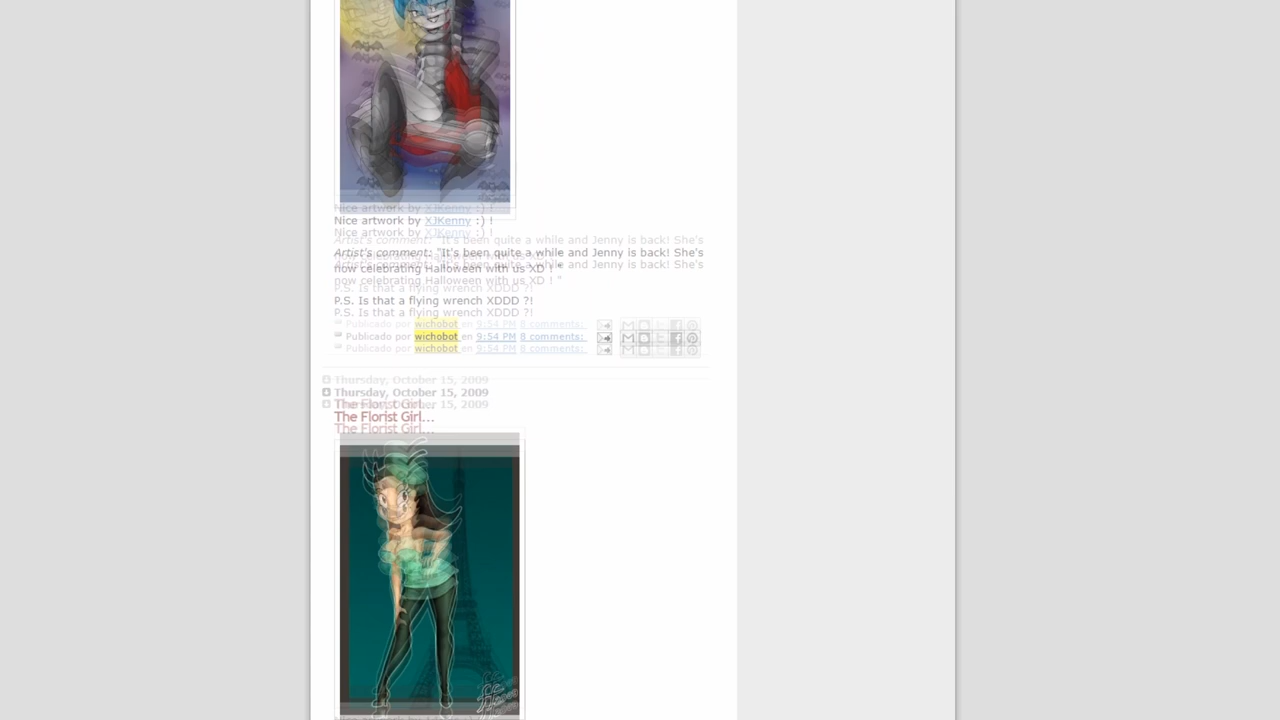 Nice artwork by XJKenny :) !
Artist's comment: "It's been quite a while and Jenny is back! She's
now celebrating Halloween with us XD ! "
P.S. Is that a flying wrench XDDD ?!
Publicado por wichobot en 9:54 PM 8 comments:
Thursday, October 15, 2009
The Florist Girl...